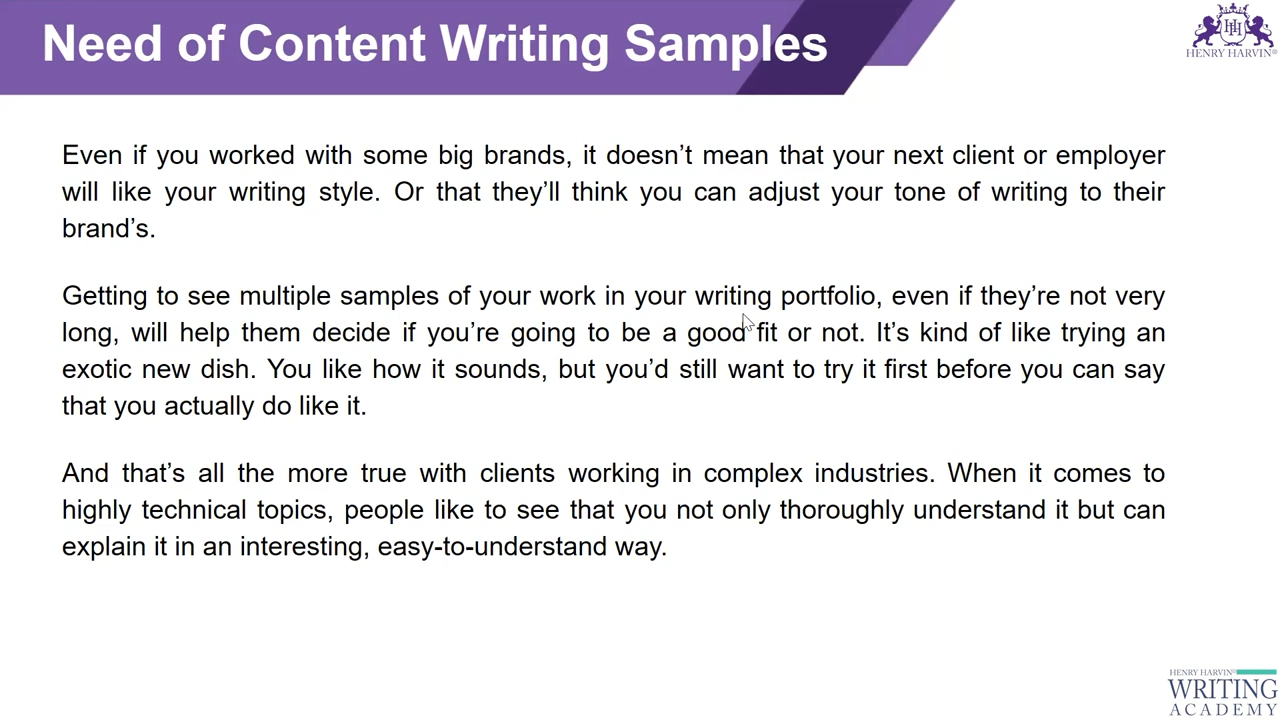 Need of Content Writing Samples
HENRY HARVIN®
Even if you worked with some big brands, it doesn’t mean that your next client or employer
will like your writing style. Or that they’ll think you can adjust your tone of writing to their
brand’s.
Getting to see multiple samples of your work in your writing portfolio, even if they’re not very
long, will help them decide if you’re going to be a good fit or not. It’s kind of like trying an
exotic new dish. You like how it sounds, but you’d still want to try it first before you can say
that you actually do like it.
And that’s all the more true with clients working in complex industries. When it comes to
highly technical topics, people like to see that you not only thoroughly understand it but can
explain it in an interesting, easy-to-understand way.
HENRY HARVIN®
WRITING
ACADEMY